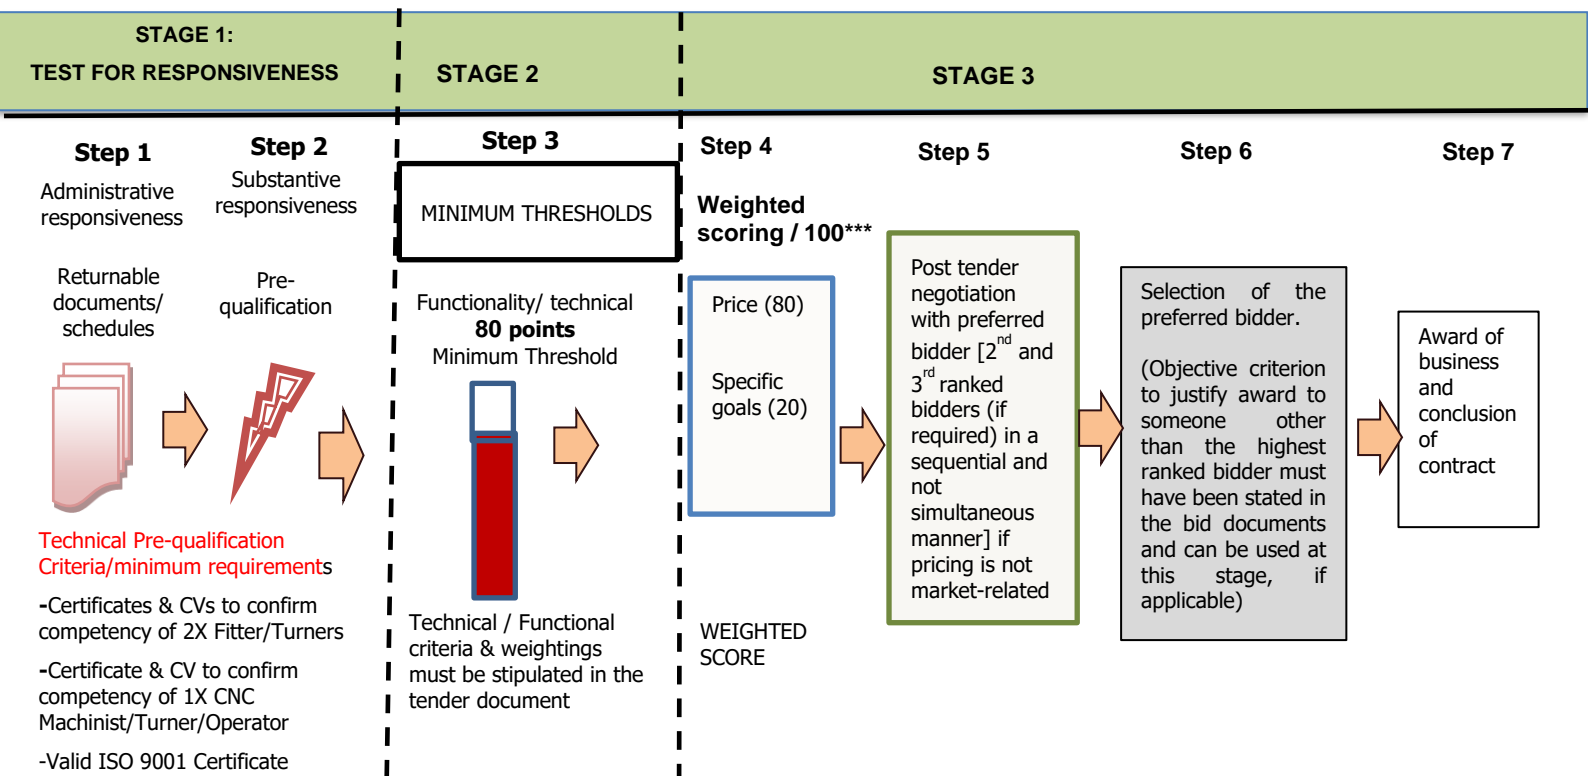 STAGE 1:
TEST FOR RESPONSIVENESS
STAGE 2
STAGE 3
Step 1
Administrative
responsiveness
Returnable
documents/
schedules
Step 2
Substantive
responsiveness
Pre-
qualification
Technical Pre-qualification
Criteria/minimum requirements
-Certificates & CVs to confirm
competency of 2X Fitter/Turners
-Certificate & CV to confirm
competency of 1X CNC
Machinist/Turner/Operator
-Valid ISO 9001 Certificate
Step 3
MINIMUM THRESHOLDS
Functionality/ technical
80 points
Minimum Threshold
Technical / Functional
criteria & weightings
must be stipulated in the
tender document
Step 4
Weighted
scoring / 100***
Price (80)
Specific
goals (20)
WEIGHTED
SCORE
Step 5
Post tender
negotiation
with preferred
bidder [2nd and
3rd ranked
bidders (if
required) in a
sequential and
not
simultaneous
manner] if
pricing is not
market-related
Step 6
Selection of the
preferred bidder.
(Objective criterion
to justify award to
someone other
than the highest
ranked bidder must
have been stated in
the bid documents
and can be used at
this stage, if
applicable)
Step 7
Award of
business
and
conclusion
of
contract